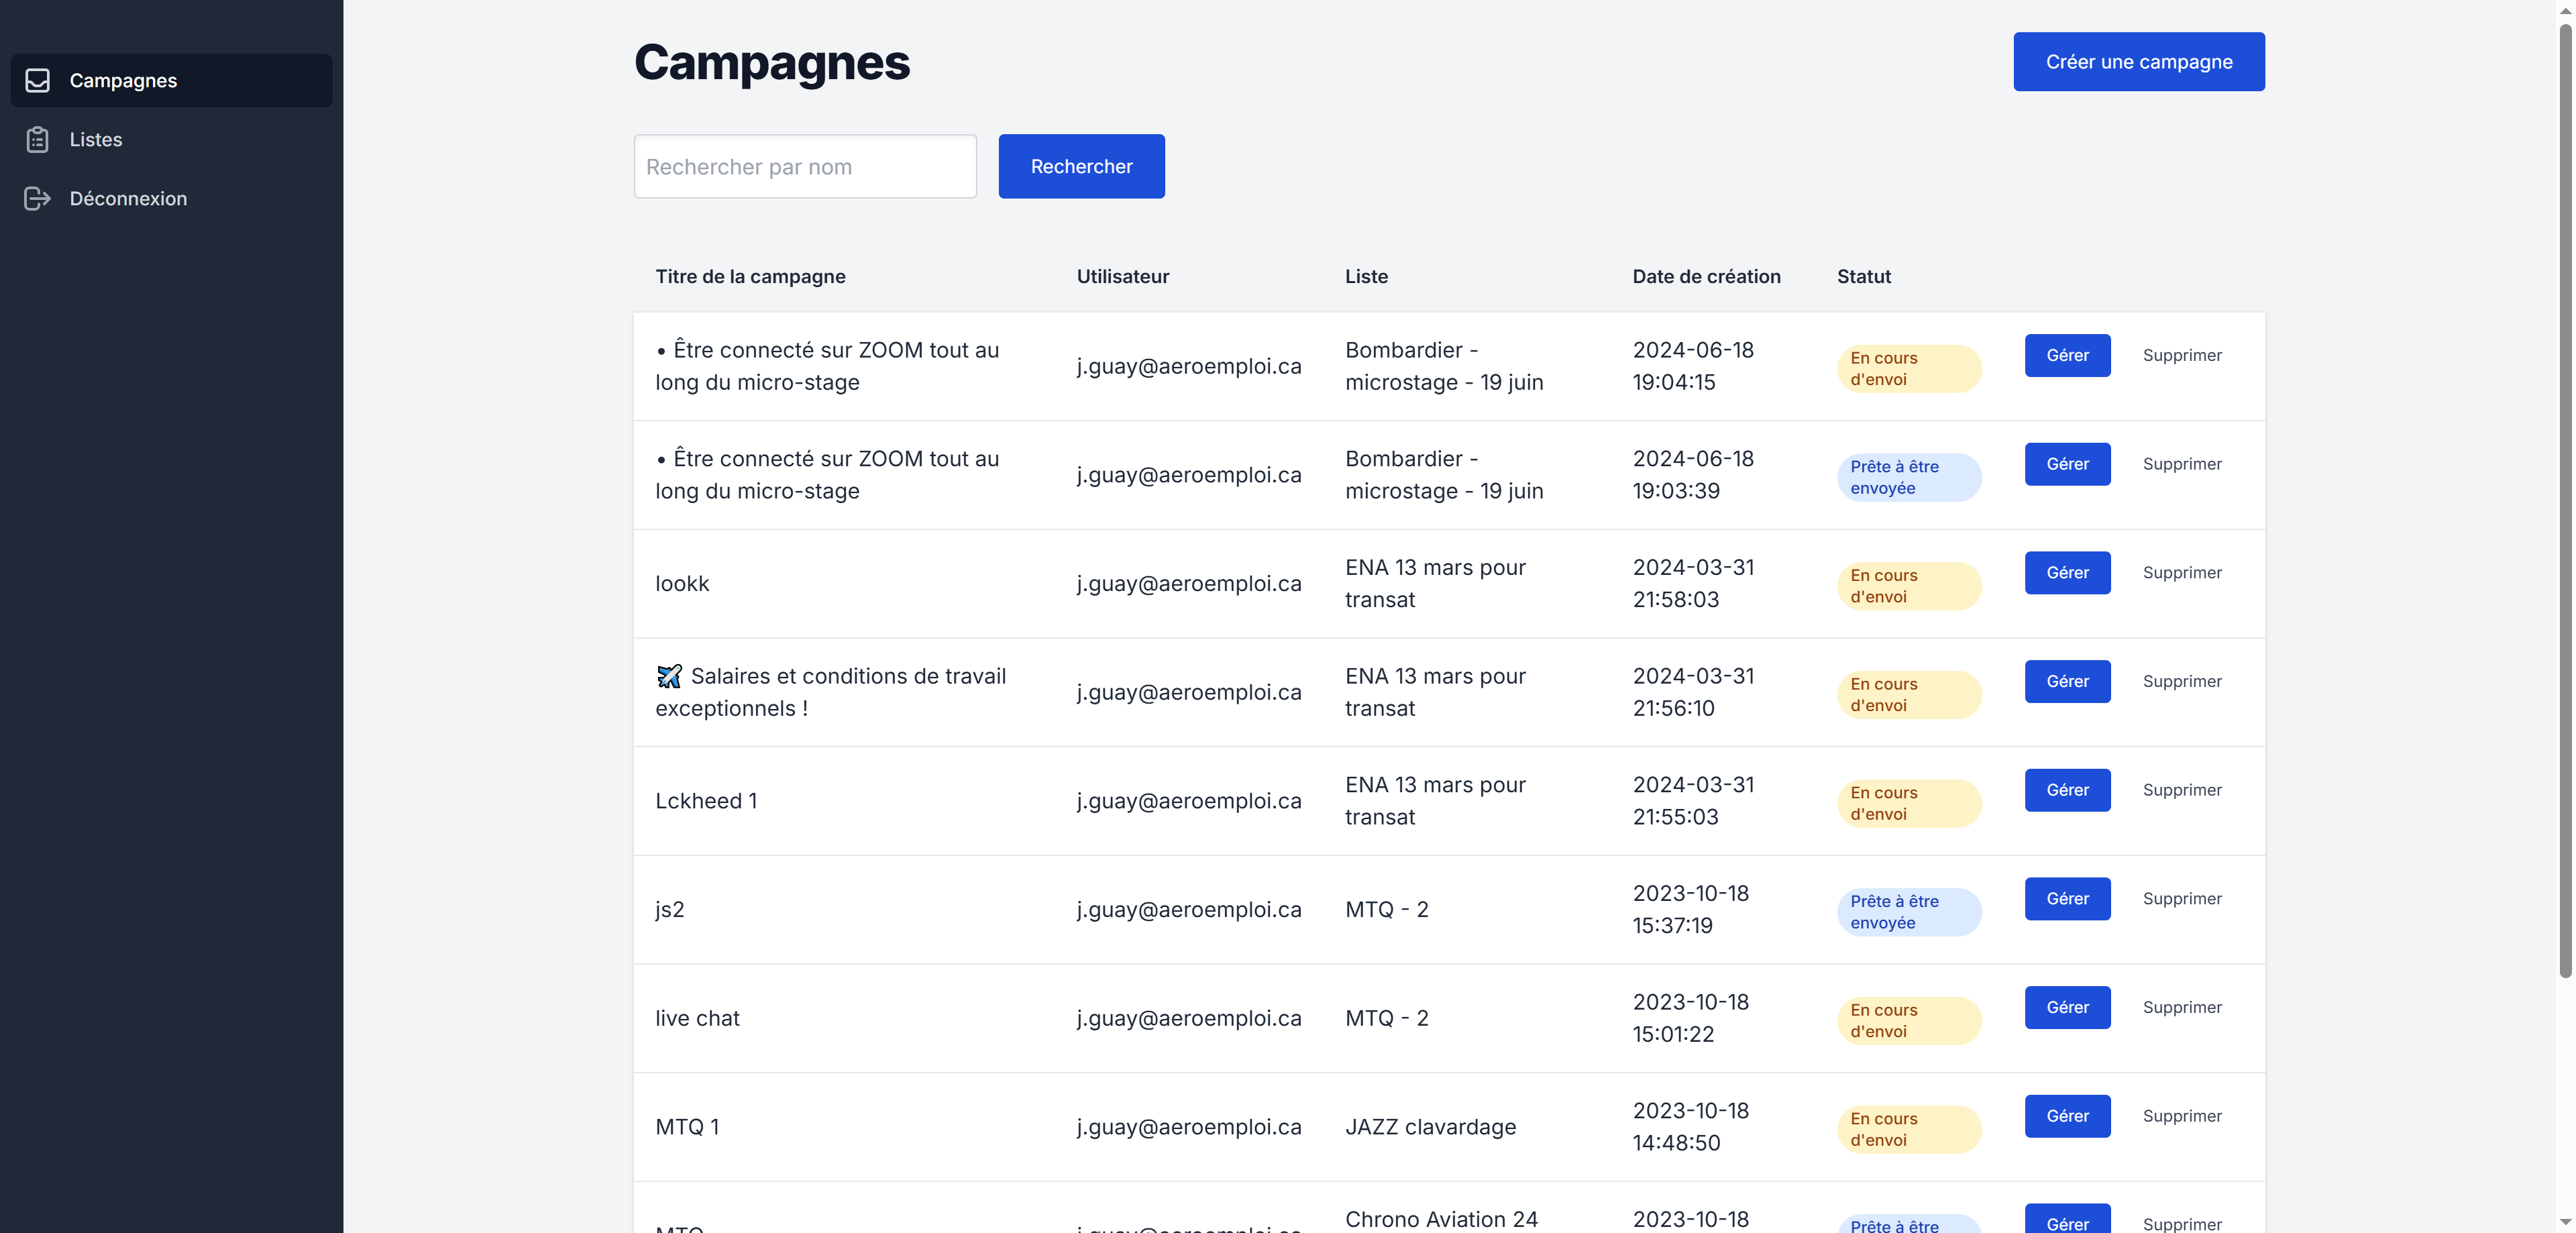 Campagnes
Listes
Déconnexion
Campagnes
Créer une campagne
Rechercher par nom
Rechercher
Titre de la campagne Utilisateur Liste Date de création Statut
• Être connecté sur ZOOM tout au
long du micro-stage
j.guay@aeroemploi.ca
Bombardier -
microstage - 19 juin
2024-06-18
19:04:15
En cours
d'envoi
Gérer
Supprimer
• Être connecté sur ZOOM tout au
long du micro-stage
j.guay@aeroemploi.ca
Bombardier -
microstage - 19 juin
2024-06-18
19:03:39
Prête à être
envoyée
Gérer
Supprimer
lookk
j.guay@aeroemploi.ca
ENA 13 mars pour
transat
2024-03-31
21:58:03
En cours
d'envoi
Gérer
Supprimer
✈️ Salaires et conditions de travail
exceptionnels !
j.guay@aeroemploi.ca
ENA 13 mars pour
transat
2024-03-31
21:56:10
En cours
d'envoi
Gérer
Supprimer
Lckheed 1
j.guay@aeroemploi.ca
ENA 13 mars pour
transat
2024-03-31
21:55:03
En cours
d'envoi
Gérer
Supprimer
js2
j.guay@aeroemploi.ca
MTQ - 2
2023-10-18
15:37:19
Prête à être
envoyée
Gérer
Supprimer
live chat
j.guay@aeroemploi.ca
MTQ - 2
2023-10-18
15:01:22
En cours
d'envoi
Gérer
Supprimer
MTQ 1
j.guay@aeroemploi.ca
JAZZ clavardage
2023-10-18
14:48:50
En cours
d'envoi
Gérer
Supprimer
Chrono Aviation 24
2023-10-18
Prête à être
Gérer
Supprimer